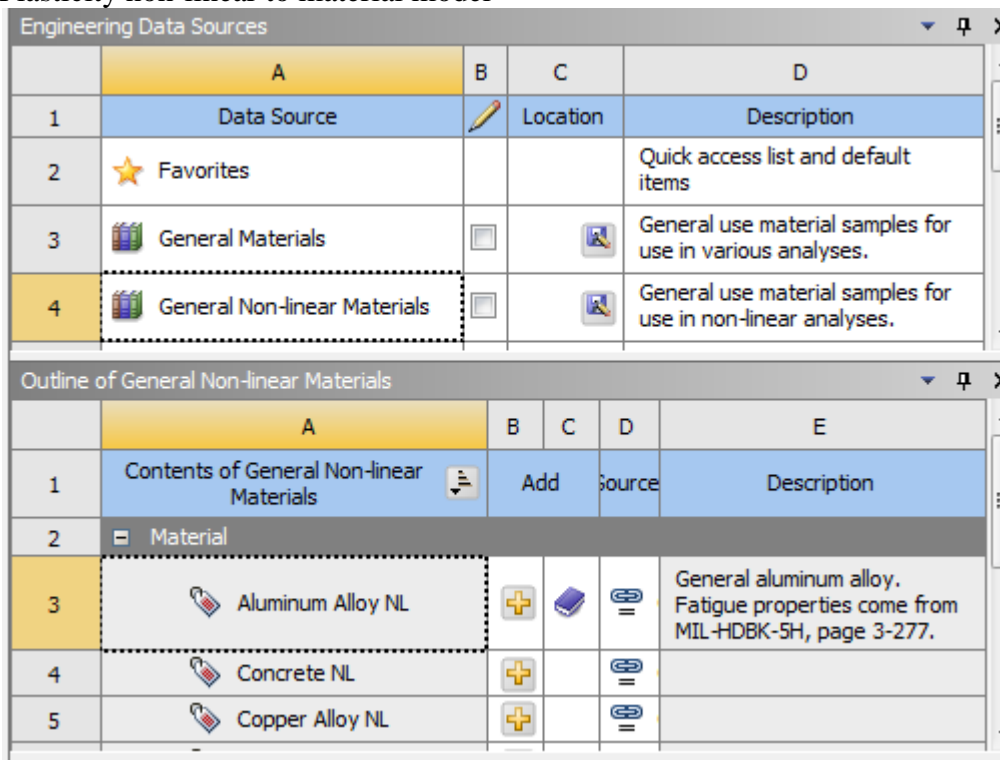 Plasticity non-linear to material model
Engineering Data Sources
A B C D
1 Data Source Location Description
2 Favorites Quick access list and default
items
3 General Materials General use material samples for
use in various analyses.
4 General Non-linear Materials General use material samples for
use in non-linear analyses.
Outline of General Non-linear Materials
A B C D E
1 Contents of General Non-linear
Materials Add Source Description
2 Material
3 Aluminum Alloy NL General aluminum alloy.
Fatigue properties come from
MIL-HDBK-5H, page 3-277.
4 Concrete NL
5 Copper Alloy NL